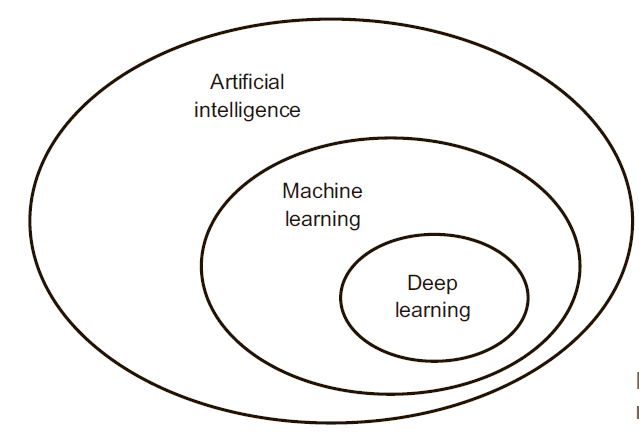 Artificial
intelligence
Machine
learning
Deep
learning